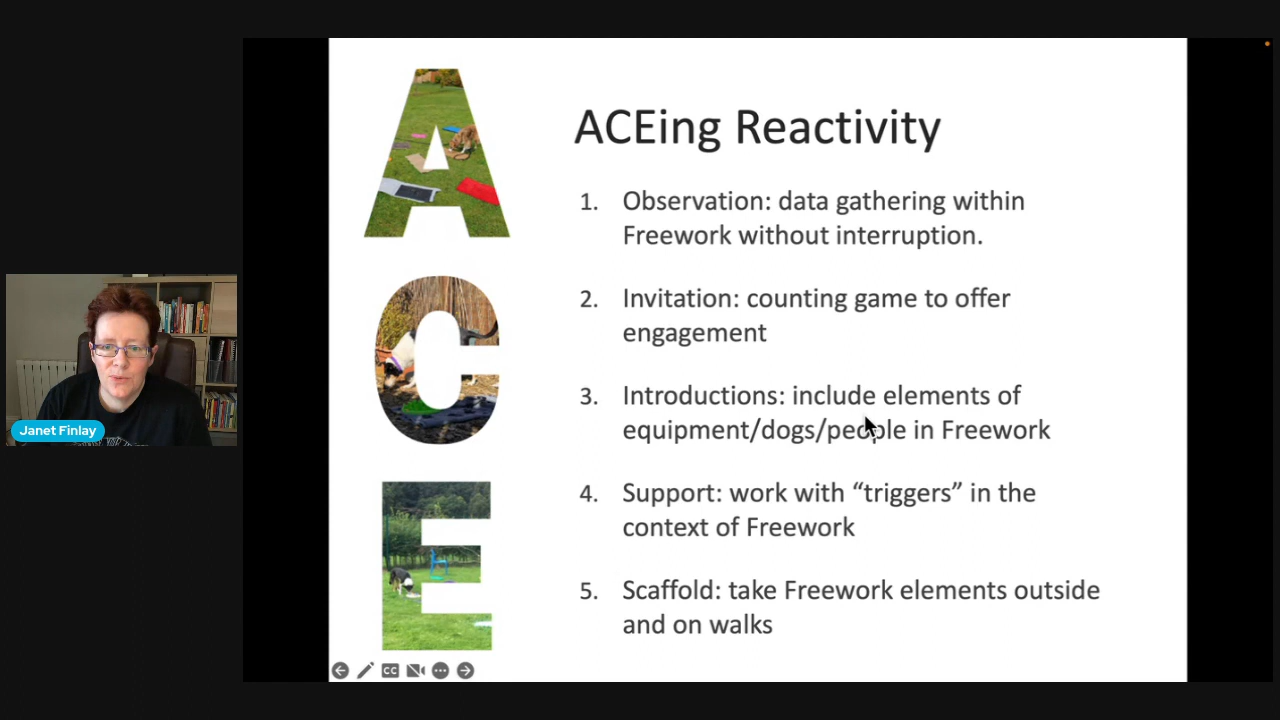 ACEing Reactivity
1. Observation: data gathering within
Freework without interruption.
2. Invitation: counting game to offer
engagement
3. Introductions: include elements of
equipment/dogs/people in Freework
4. Support: work with “triggers” in the
context of Freework
5. Scaffold: take Freework elements outside
and on walks
A
C
E
Janet Finlay
CC